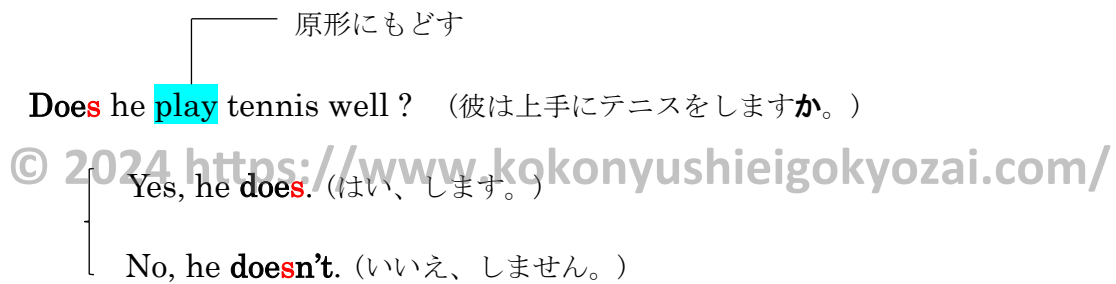 原形にもどす
Does he play tennis well ? (彼は上手にテニスをしますか。)
© 2024 https://www.kokonyushieigokyozai.com/
Yes, he does. (はい、します。)
No, he doesn't. (いいえ、しません。)